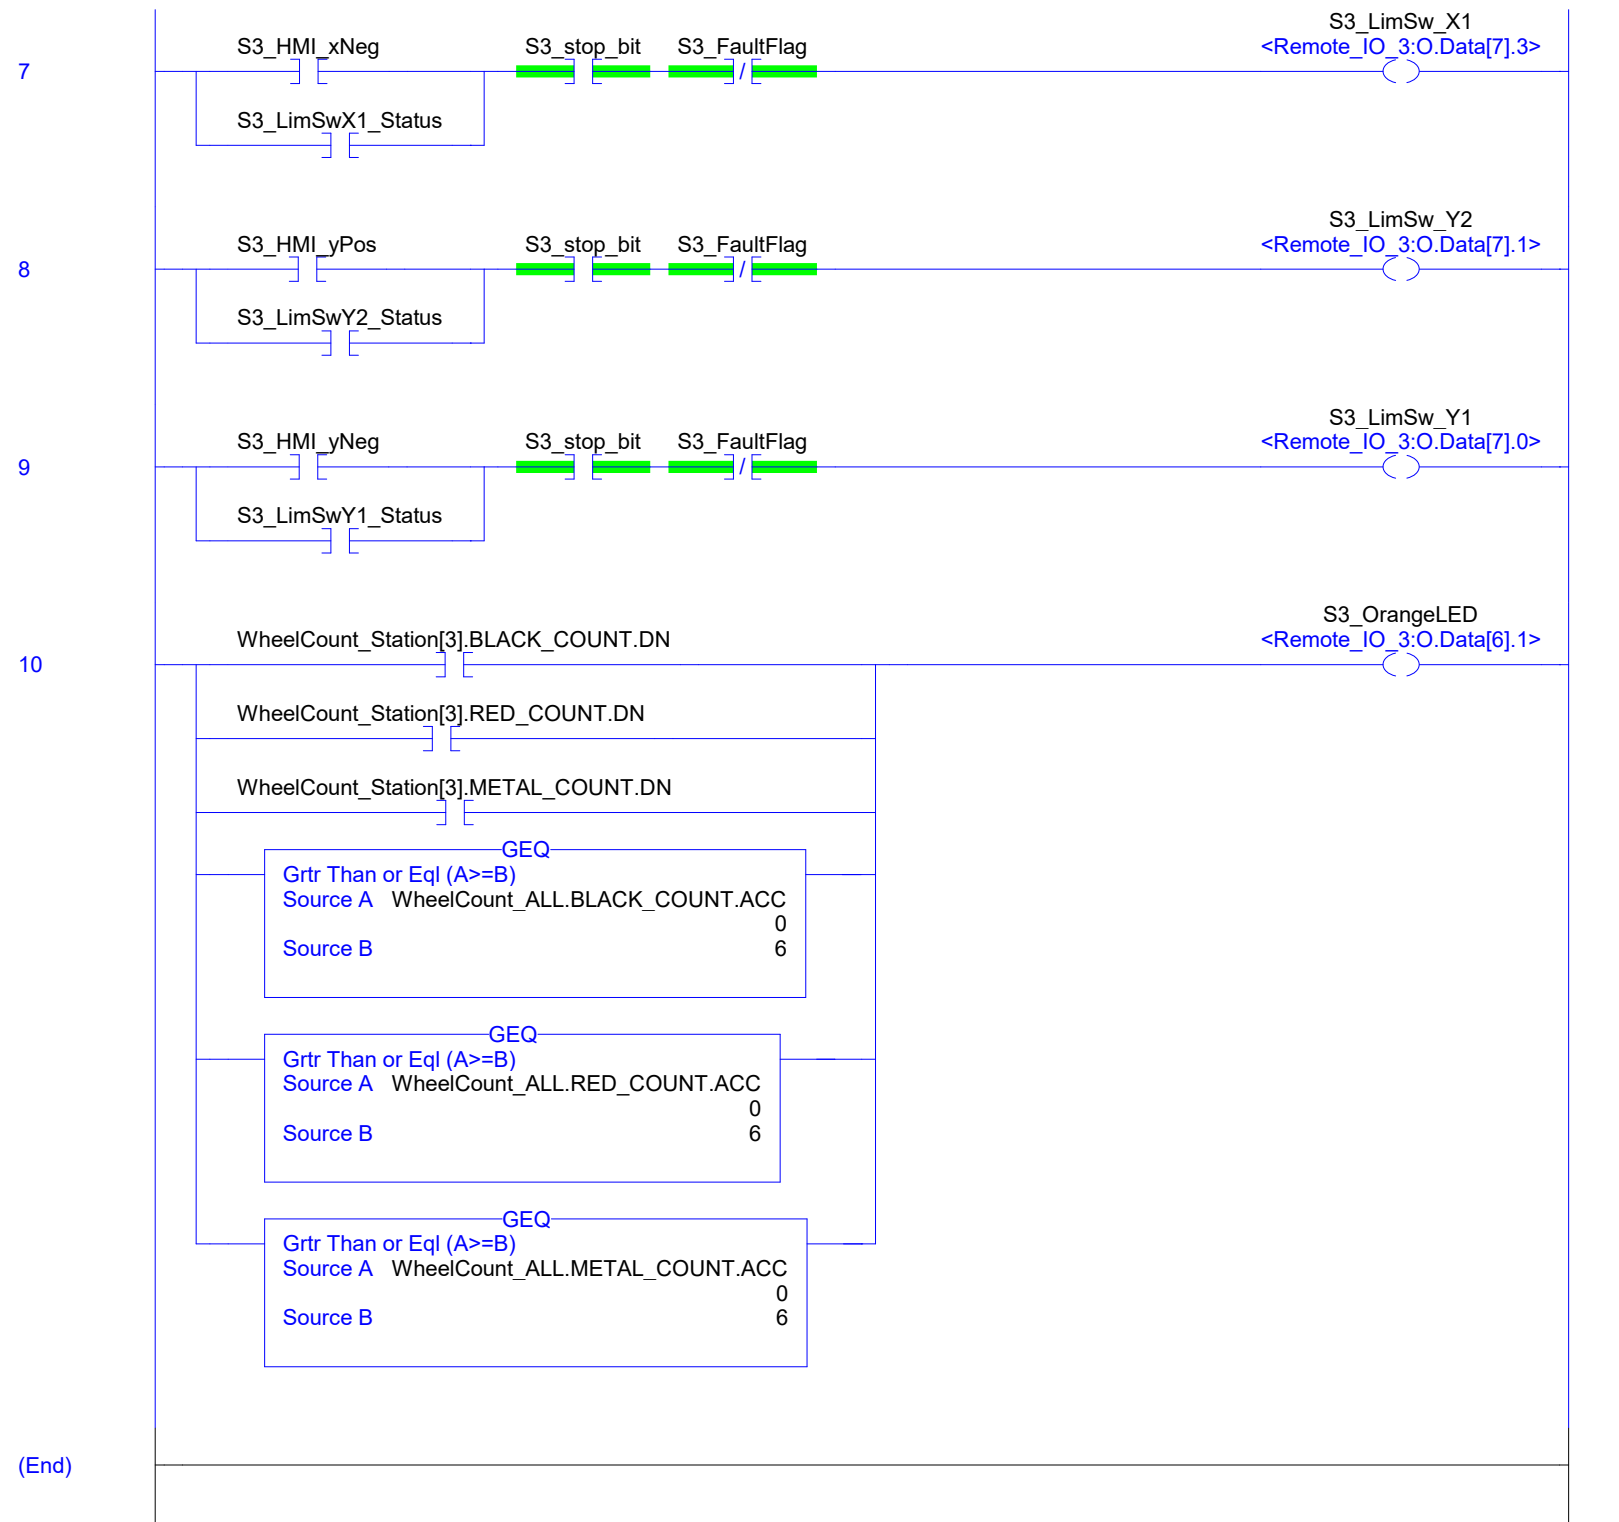 S3_LimSw_X1
S3_HMI_xNeg S3_stop_bit S3_FaultFlag <Remote_IO_3:O.Data[7].3>
7
/
S3_LimSwX1_Status
S3_LimSw_Y2
S3_HMI_yPos S3_stop_bit S3_FaultFlag <Remote_IO_3:O.Data[7].1>
8
/
S3_LimSwY2_Status
S3_LimSw_Y1
S3_HMI_yNeg S3_stop_bit S3_FaultFlag <Remote_IO_3:O.Data[7].0>
9
/
S3_LimSwY1_Status
S3_OrangeLED
WheelCount_Station[3].BLACK_COUNT.DN <Remote_IO_3:O.Data[6].1>
10
WheelCount_Station[3].RED_COUNT.DN
WheelCount_Station[3].METAL_COUNT.DN
GEQ
Grtr Than or Eql (A>=B)
Source A WheelCount_ALL.BLACK_COUNT.ACC
0
Source B 6
GEQ
Grtr Than or Eql (A>=B)
Source A WheelCount_ALL.RED_COUNT.ACC
0
Source B 6
GEQ
Grtr Than or Eql (A>=B)
Source A WheelCount_ALL.METAL_COUNT.ACC
0
Source B 6
(End)